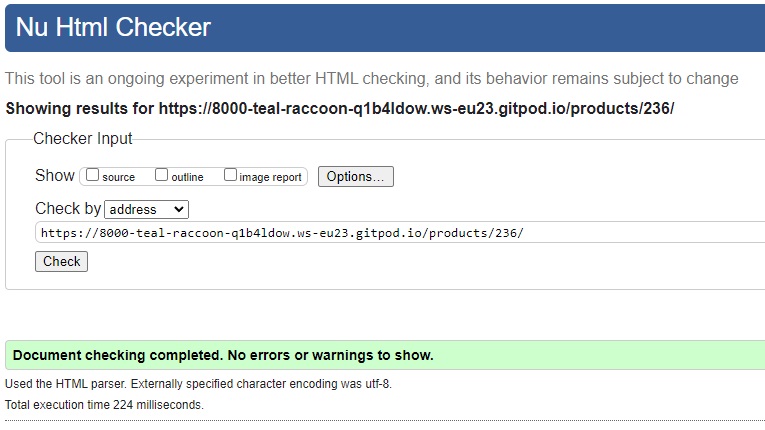 Nu Html Checker
This tool is an ongoing experiment in better HTML checking, and its behavior remains subject to change
Showing results for https://8000-teal-raccoon-q1b4ldow.ws-eu23.gitpod.io/products/236/
Checker Input
Show source outline image report Options...
Check by address
https://8000-teal-raccoon-q1b4ldow.ws-eu23.gitpod.io/products/236/
Check
Document checking completed. No errors or warnings to show.
Used the HTML parser. Externally specified character encoding was utf-8.
Total execution time 224 milliseconds.